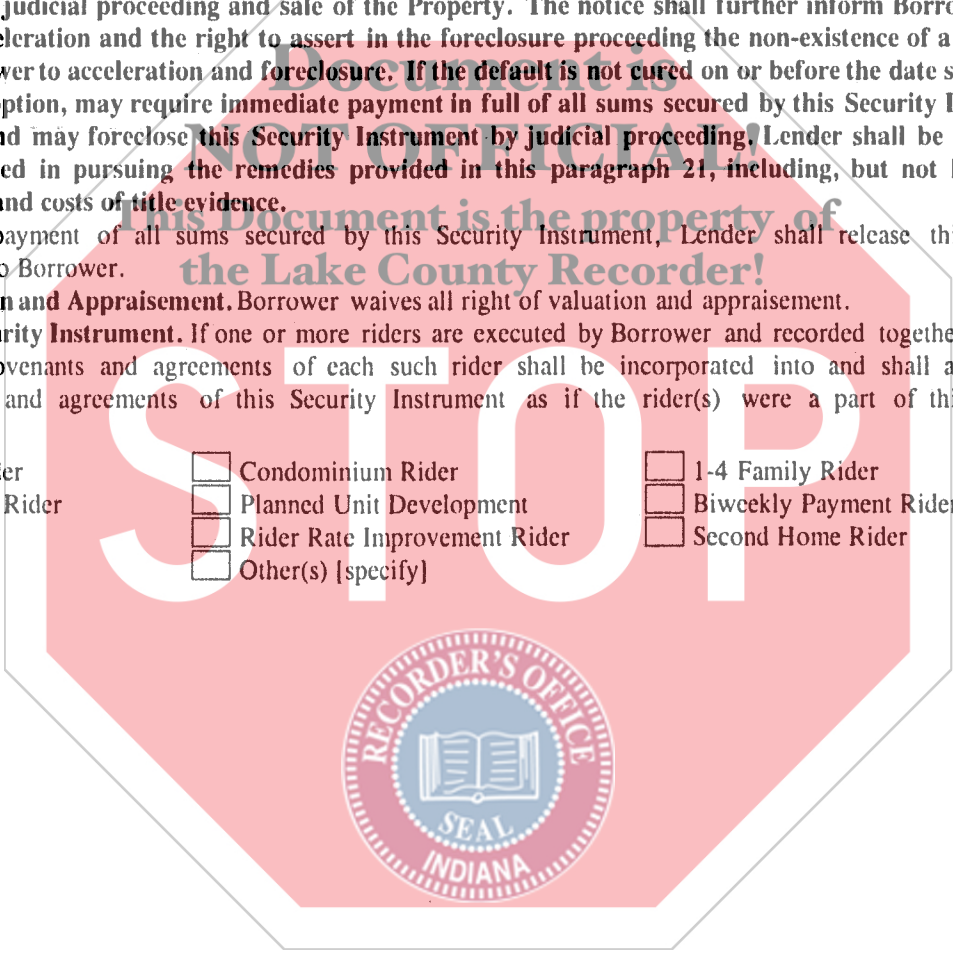 judicial proceeding and sale of the Property. The notice shall further inform Borro
leration and the right to assert in the foreclosure proceeding the non-existence of a
wer to acceleration and foreclosure. If the default is not cured on or before the date s
ption, may require immediate payment in full of all sums secured by this Security I
nd may foreclose this Security Instrument by judicial proceeding. Lender shall be
ed in pursuing the remedies provided in this paragraph 21, including, but not l
and costs of title evidence.
payment of all sums secured by this Security Instrument, Lender shall release thi
o Borrower.
n and Appraisement. Borrower waives all right of valuation and appraisement.
rity Instrument. If one or more riders are executed by Borrower and recorded togethe
ovenants and agreements of each such rider shall be incorporated into and shall a
and agreements of this Security Instrument as if the rider(s) were a part of thi
er Condominium Rider 1-4 Family Rider
Rider Planned Unit Development Biweekly Payment Rider
Rider Rate Improvement Rider Second Home Rider
Other(s) [specify]
Document is
NOT OFFICIAL!
This Document is the property of
the Lake County Recorder!
STOP
RECORDER'S OFFICE
SEAL
INDIANA